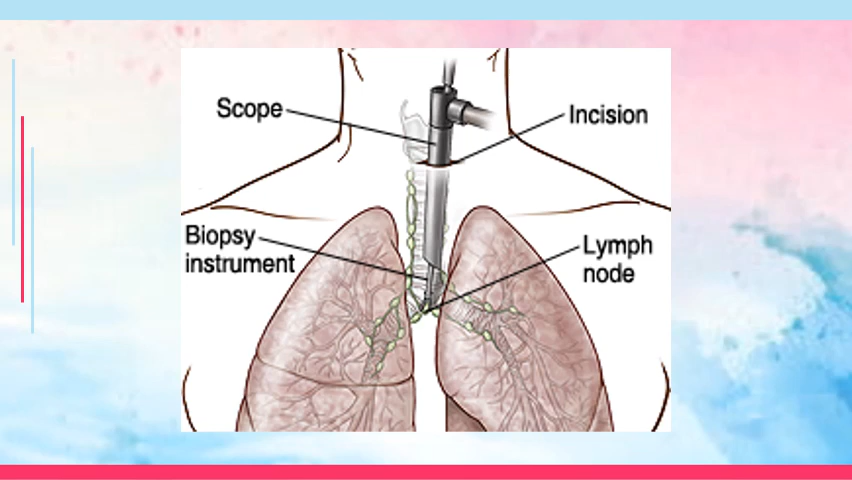 Scope
Incision
Biopsy
instrument
Lymph
node